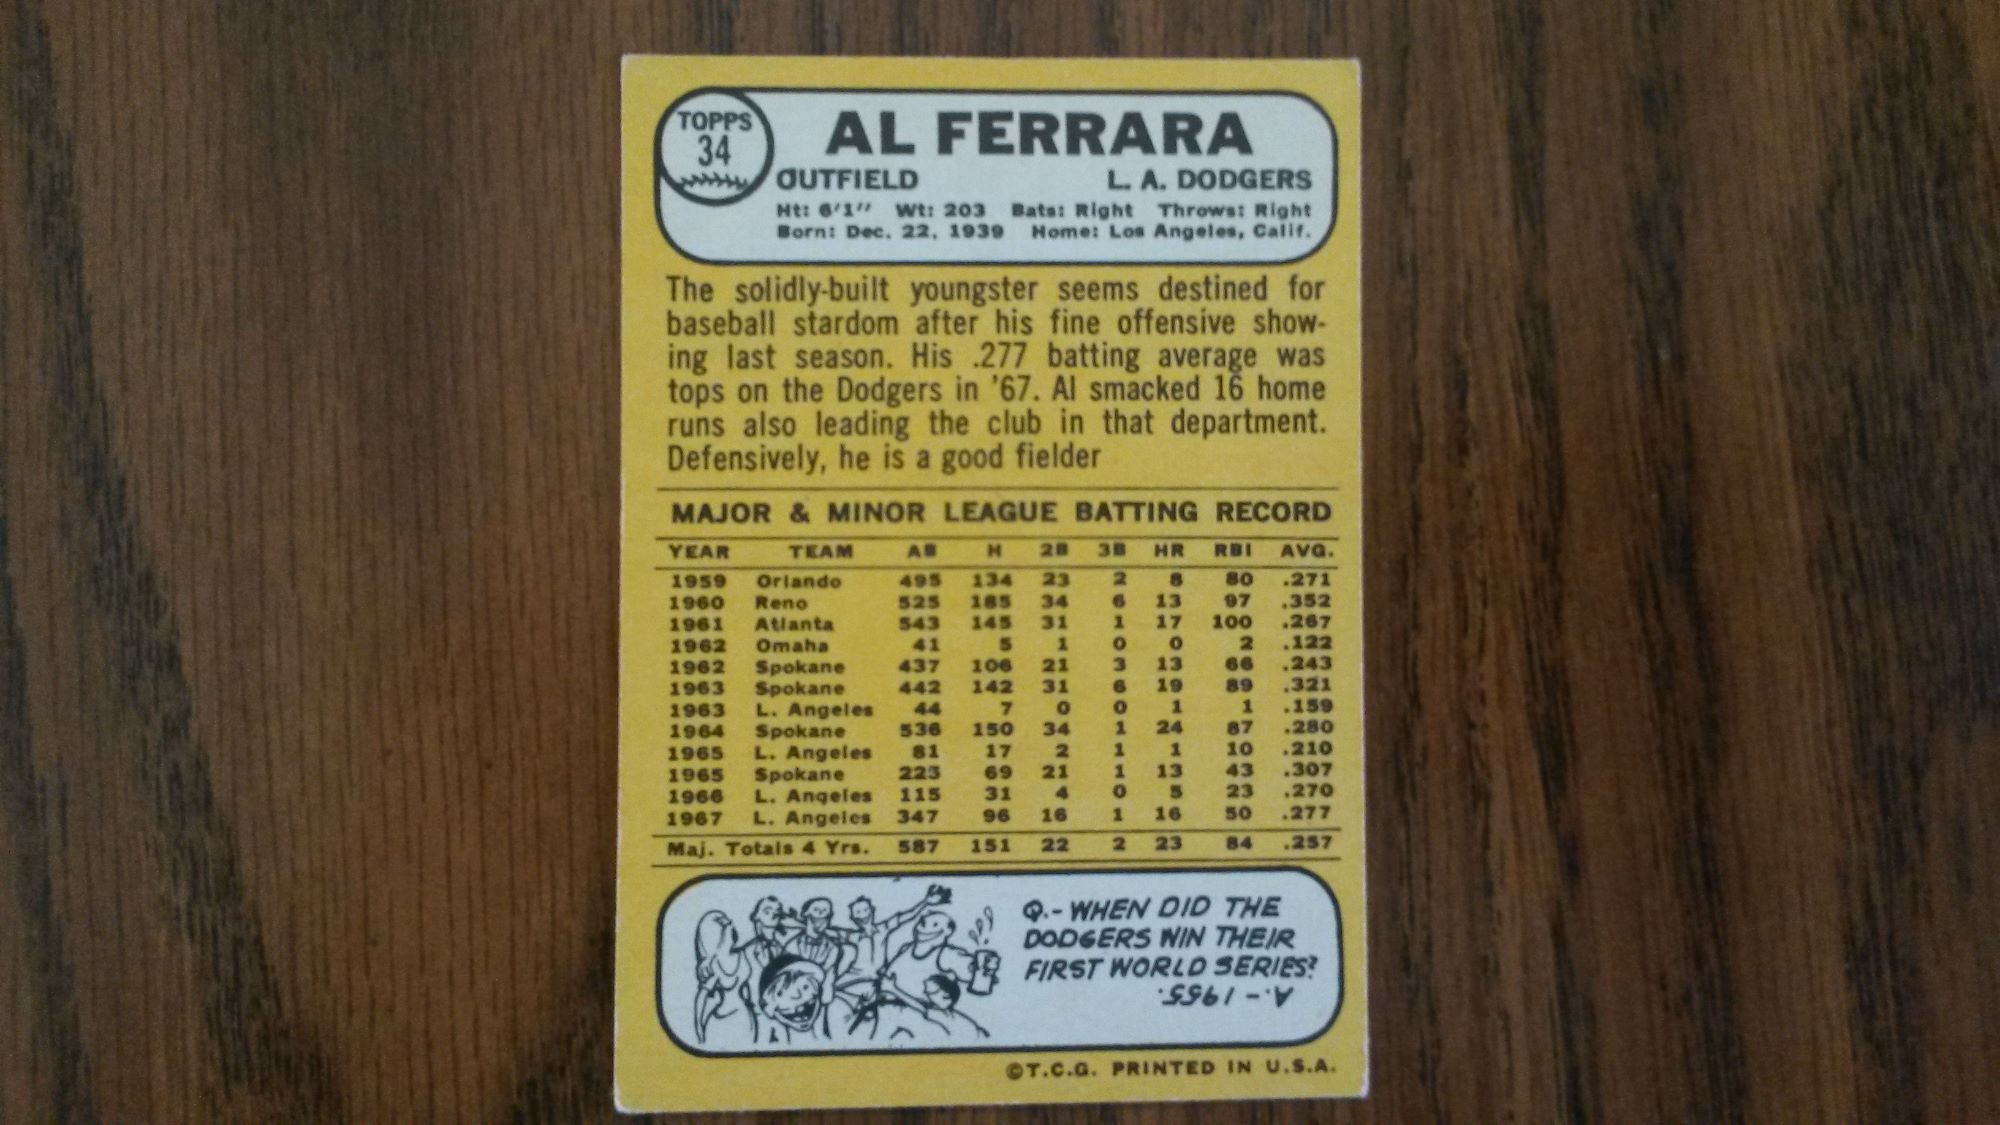 TOPPS
34
AL FERRARA
OUTFIELD L. A. DODGERS
Ht: 6'1" Wt: 203 Bats: Right Throws: Right
Born: Dec. 22, 1939 Home: Los Angeles, Calif.
The solidly-built youngster seems destined for
baseball stardom after his fine offensive show-
ing last season. His .277 batting average was
tops on the Dodgers in '67. Al smacked 16 home
runs also leading the club in that department.
Defensively, he is a good fielder
MAJOR & MINOR LEAGUE BATTING RECORD
YEAR TEAM AB H 2B 3B HR RBI AVG.
1959 Orlando 495 134 23 2 8 80 .271
1960 Reno 525 185 34 6 13 97 .352
1961 Atlanta 543 145 31 1 17 100 .267
1962 Omaha 41 5 1 0 0 2 .122
1962 Spokane 437 106 21 3 13 66 .243
1963 Spokane 442 142 31 6 19 89 .321
1963 L. Angeles 44 7 0 0 1 1 .159
1964 Spokane 536 150 34 1 24 87 .280
1965 L. Angeles 81 17 2 1 1 10 .210
1965 Spokane 225 69 21 1 13 43 .307
1966 L. Angeles 115 31 4 0 5 23 .270
1967 L. Angeles 347 96 16 1 16 50 .277
Maj. Totals 4 Yrs. 587 151 22 2 23 84 .257
Q.- WHEN DID THE
DODGERS WIN THEIR
FIRST WORLD SERIES?
A.- 1955.
©T.C.G. PRINTED IN U.S.A.